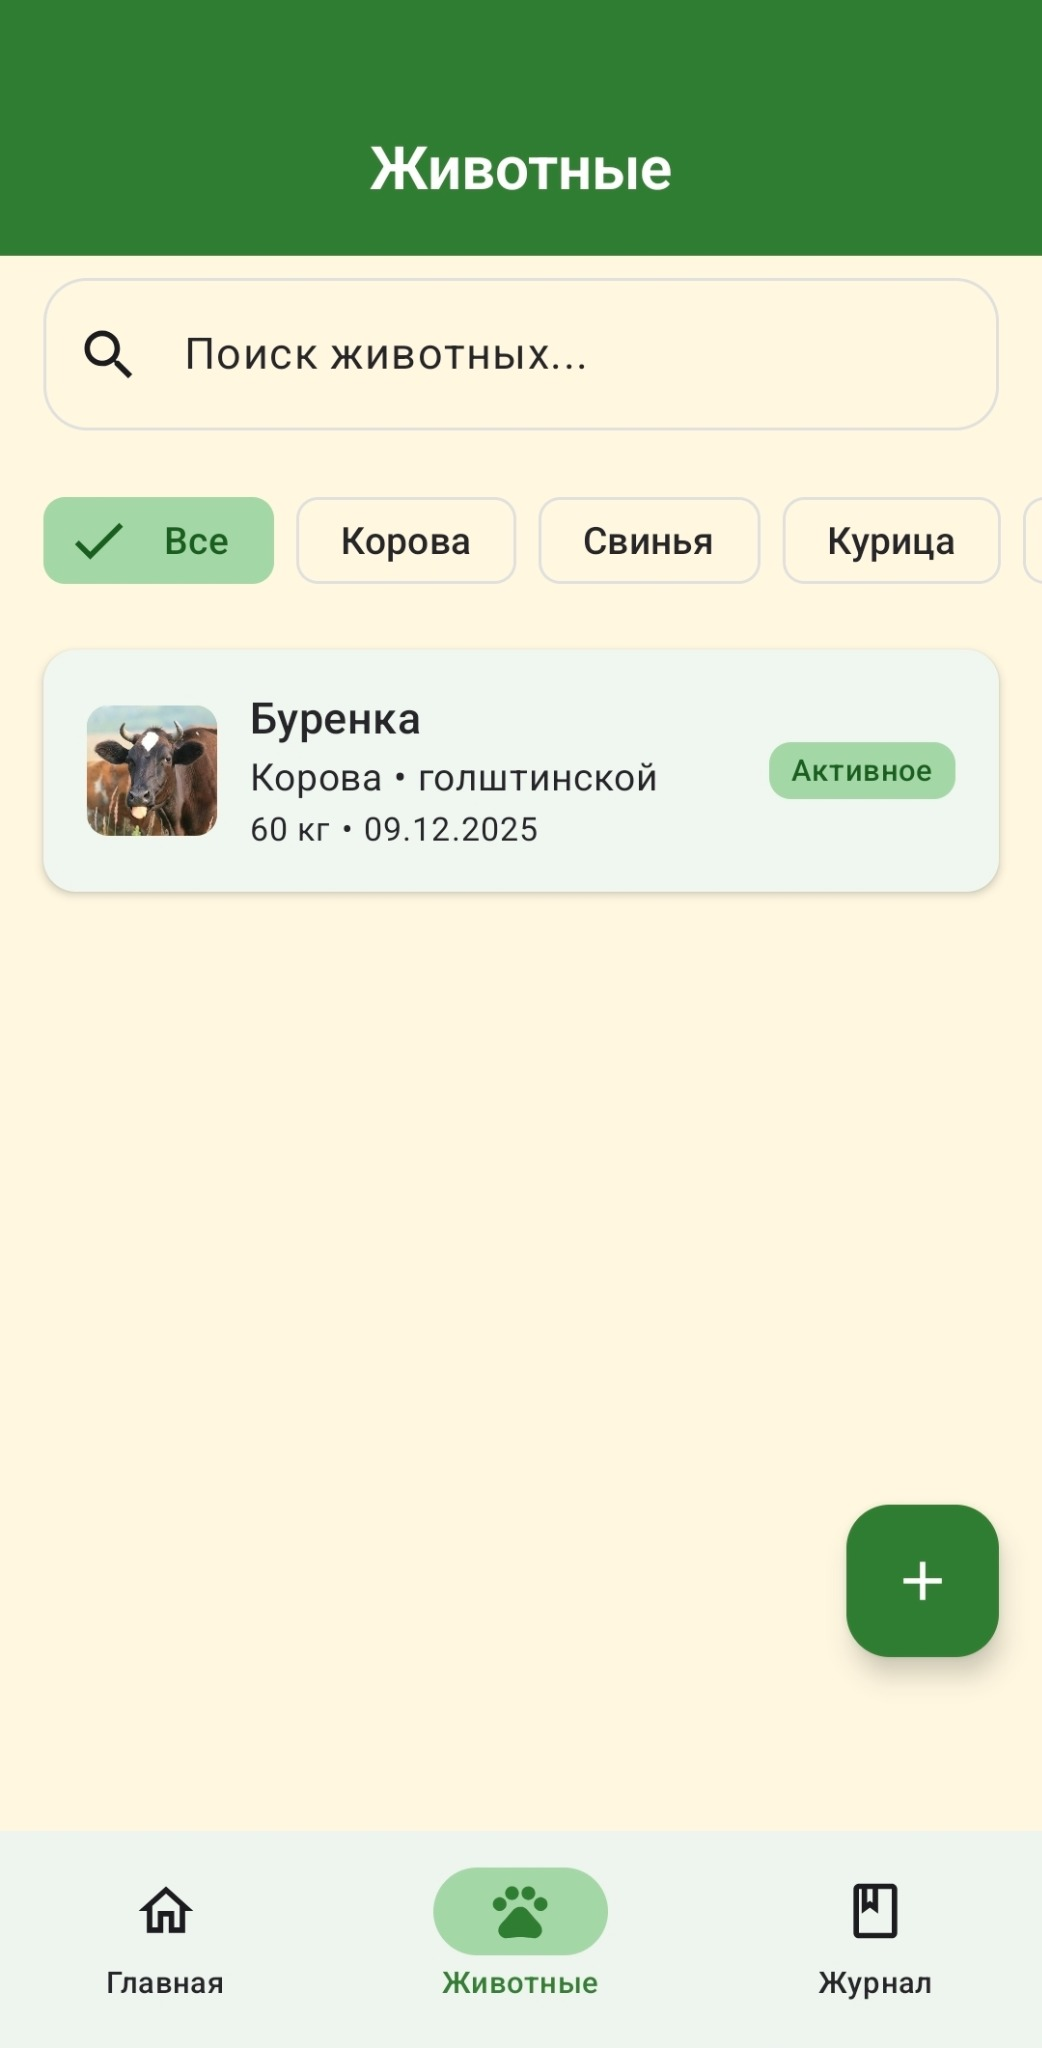 Животные
Поиск животных...
Все
Корова
Свинья
Курица
Буренка
Корова • голштинской
60 кг • 09.12.2025
Активное
Главная
Животные
Журнал